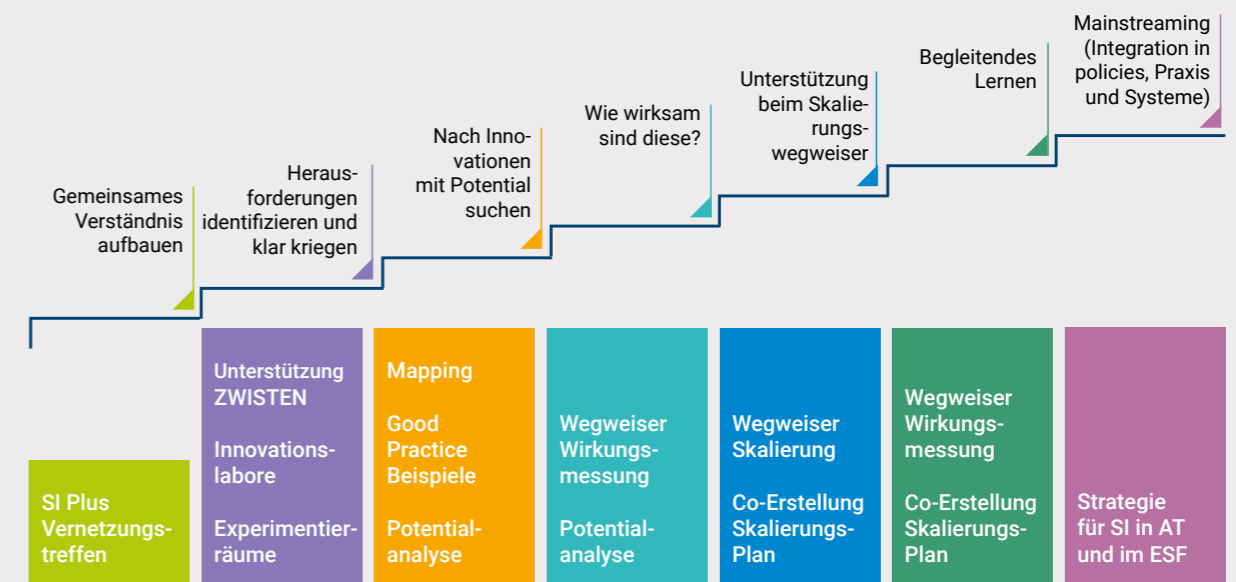 Gemeinsames
Verständnis
aufbauen
Heraus-
forderungen
identifizieren und
klar kriegen
Nach Inno-
vationen
mit Potential
suchen
Wie wirksam
sind diese?
Unterstützung
beim Skalie-
rungs-
wegweiser
Begleitendes
Lernen
Mainstreaming
(Integration in
policies, Praxis
und Systeme)
SI Plus
Vernetzungs-
treffen
Unterstützung
ZWISTEN
Innovations-
labore
Experimentier-
räume
Mapping
Good
Practice
Beispiele
Potential-
analyse
Wegweiser
Wirkungs-
messung
Potential-
analyse
Wegweiser
Skalierung
Co-Erstellung
Skalierungs-
Plan
Wegweiser
Wirkungs-
messung
Co-Erstellung
Skalierungs-
Plan
Strategie
für SI in AT
und im ESF